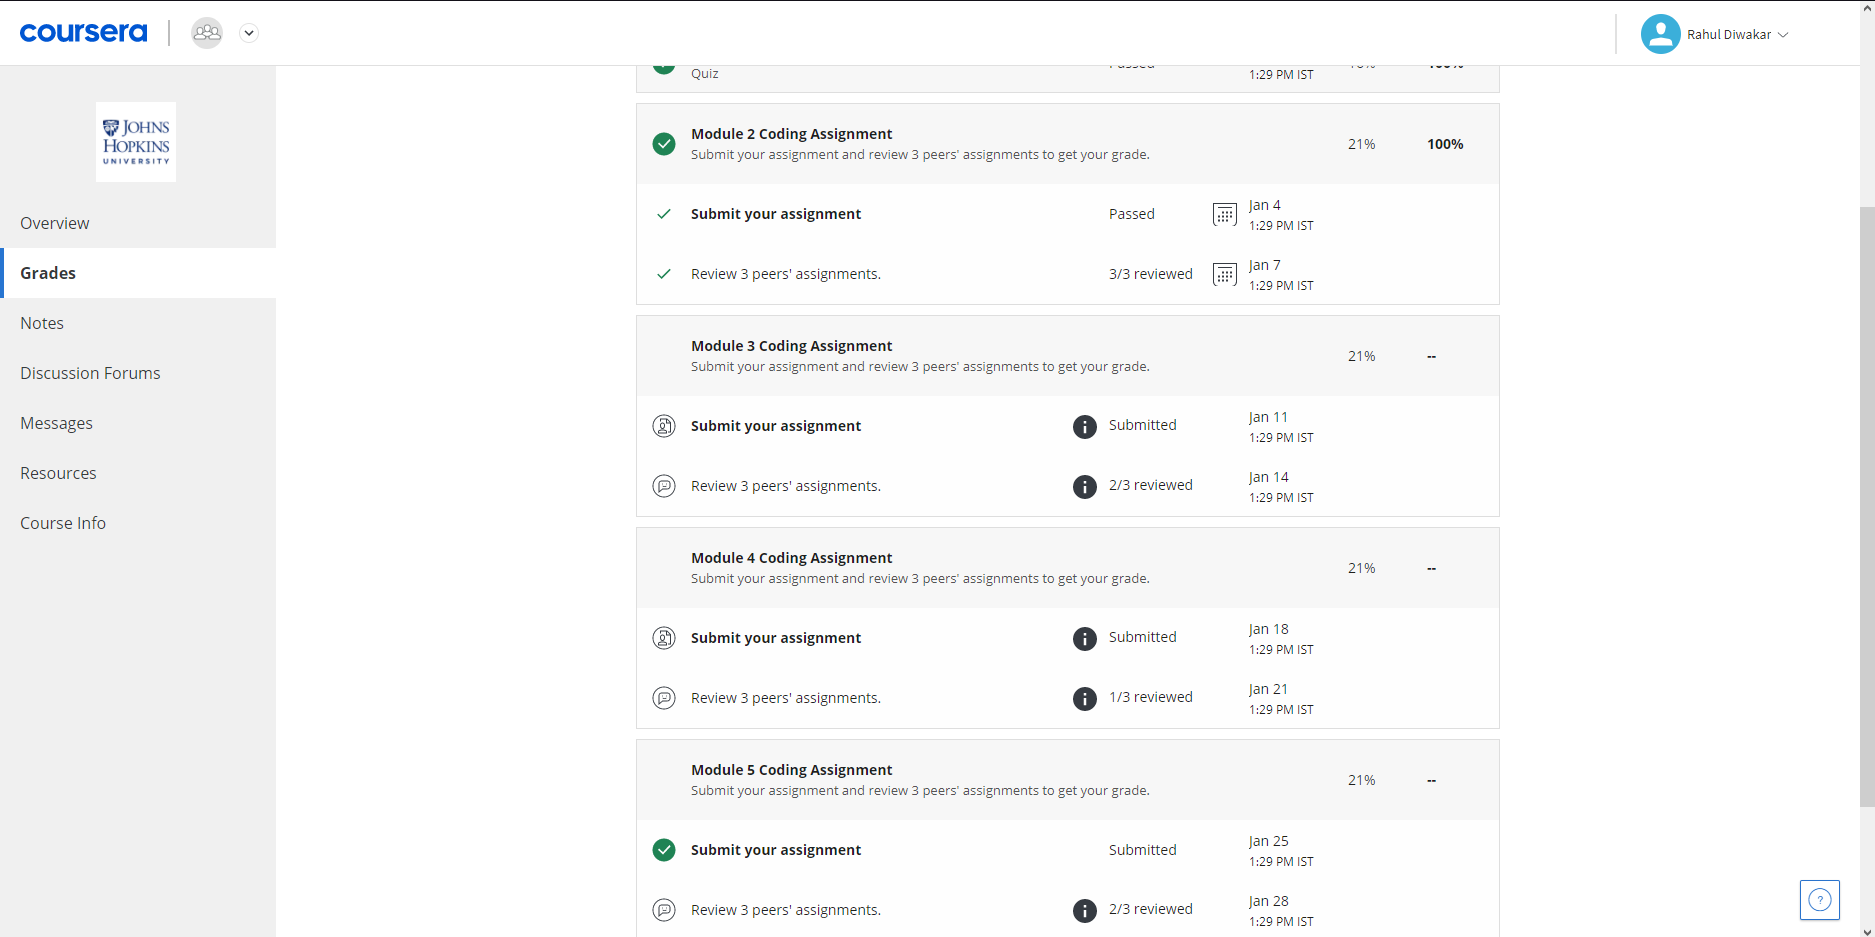 coursera
Rahul Diwakar
JOHNS
HOPKINS
UNIVERSITY
Overview
Grades
Notes
Discussion Forums
Messages
Resources
Course Info
Quiz
Passed
1:29 PM IST
100%
Module 2 Coding Assignment
Submit your assignment and review 3 peers' assignments to get your grade.
21%
100%
Submit your assignment
Passed
Jan 4
1:29 PM IST
Review 3 peers' assignments.
3/3 reviewed
Jan 7
1:29 PM IST
Module 3 Coding Assignment
Submit your assignment and review 3 peers' assignments to get your grade.
21%
--
Submit your assignment
Submitted
Jan 11
1:29 PM IST
Review 3 peers' assignments.
2/3 reviewed
Jan 14
1:29 PM IST
Module 4 Coding Assignment
Submit your assignment and review 3 peers' assignments to get your grade.
21%
--
Submit your assignment
Submitted
Jan 18
1:29 PM IST
Review 3 peers' assignments.
1/3 reviewed
Jan 21
1:29 PM IST
Module 5 Coding Assignment
Submit your assignment and review 3 peers' assignments to get your grade.
21%
--
Submit your assignment
Submitted
Jan 25
1:29 PM IST
Review 3 peers' assignments.
2/3 reviewed
Jan 28
1:29 PM IST
?